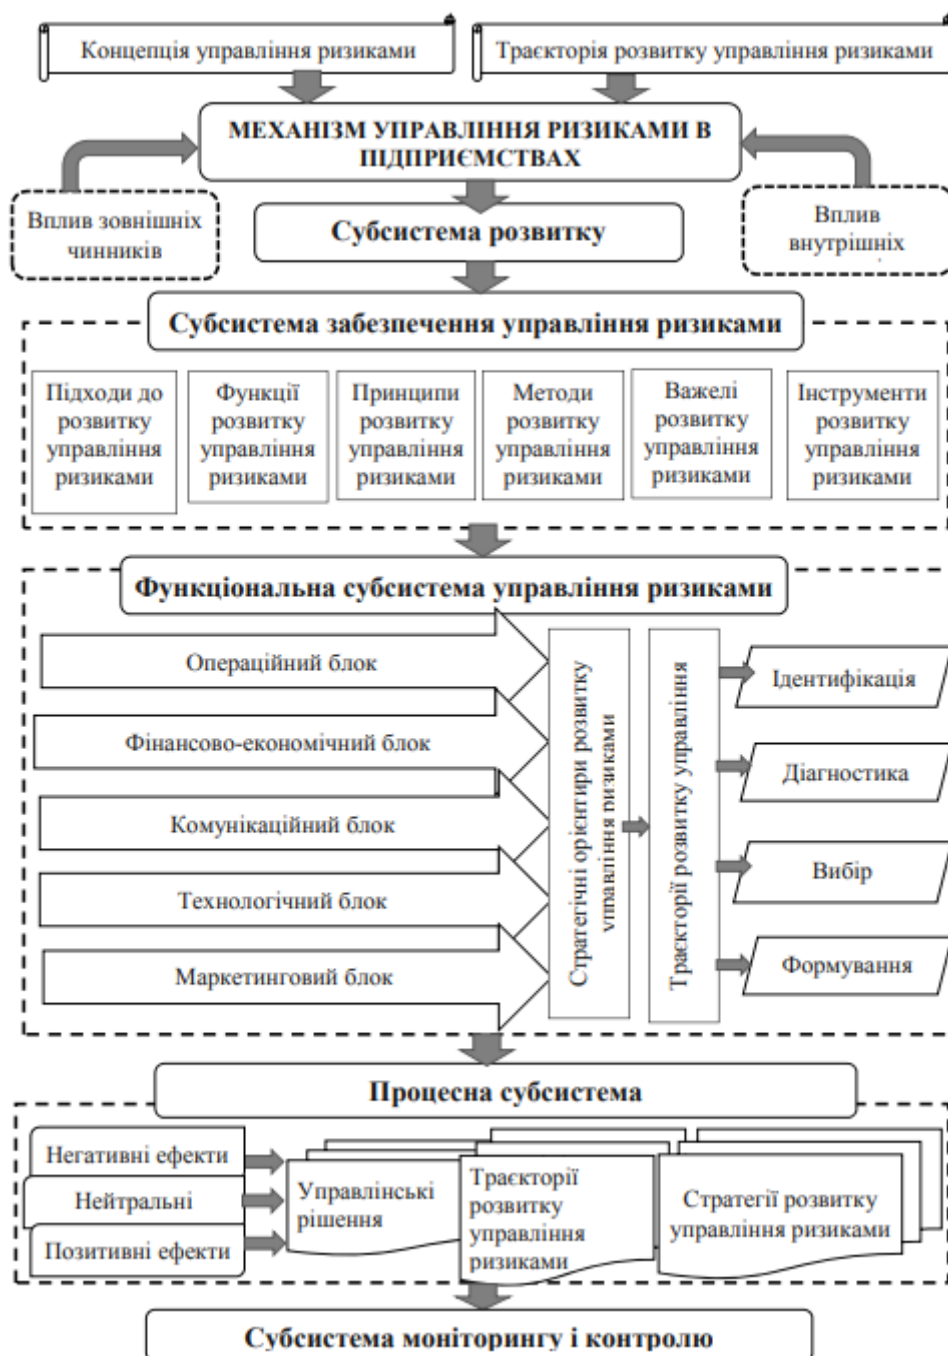 Концепція управління ризиками
Траєкторія розвитку управління ризиками
МЕХАНІЗМ УПРАВЛІННЯ РИЗИКАМИ В
ПІДПРИЄМСТВАХ
Вплив зовнішніх
чинників
Вплив
внутрішніх
Субсистема розвитку
Субсистема забезпечення управління ризиками
Підходи до
розвитку
управління
ризиками
Функції
розвитку
управління
ризиками
Принципи
розвитку
управління
ризиками
Методи
розвитку
управління
ризиками
Важелі
розвитку
управління
ризиками
Інструменти
розвитку
управління
ризиками
Функціональна субсистема управління ризиками
Операційний блок
Фінансово-економічний блок
Комунікаційний блок
Технологічний блок
Маркетинговий блок
Стратегічні орієнтири розвитку
управління ризиками
Траєкторії розвитку управління
Ідентифікація
Діагностика
Вибір
Формування
Процесна субсистема
Негативні ефекти
Нейтральні
Позитивні ефекти
Управлінські
рішення
Траєкторії
розвитку
управління
ризиками
Стратегії розвитку
управління ризиками
Субсистема моніторингу і контролю